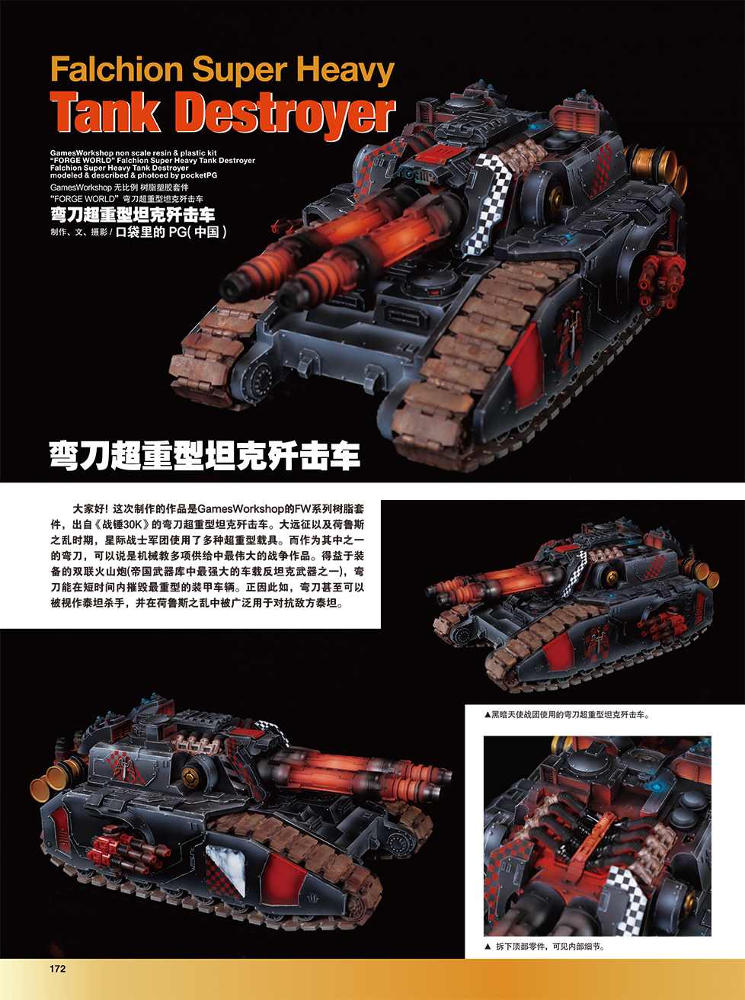 Falchion Super Heavy
Tank Destroyer
GamesWorkshop non scale resin & plastic kit
“FORGE WORLD” Falchion Super Heavy Tank Destroyer
Falchion Super Heavy Tank Destroyer
modeled & described & photoed by pocketPG
GamesWorkshop 无比例 树脂塑胶套件
“FORGE WORLD” 弯刀超重型坦克歼击车
弯刀超重型坦克歼击车
制作、文、摄影 / 口袋里的 PG( 中国 )
弯刀超重型坦克歼击车
大家好! 这次制作的作品是GamesWorkshop的FW系列树脂套
件，出自《战锤30K》的弯刀超重型坦克歼击车。大远征以及荷鲁斯
之乱时期，星际战士军团使用了多种超重型载具。而作为其中之一
的弯刀，可以说是机械教多项供给中最伟大的战争作品。得益于装
备的双联火山炮(帝国武器库中最强大的车载反坦克武器之一)，弯
刀能在短时间内摧毁最重型的装甲车辆。正因此如，弯刀甚至可以
被视作泰坦杀手，并在荷鲁斯之乱中被广泛用于对抗敌方泰坦。
▲黑暗天使战团使用的弯刀超重型坦克歼击车。
▲ 拆下顶部零件，可见内部细节。
172